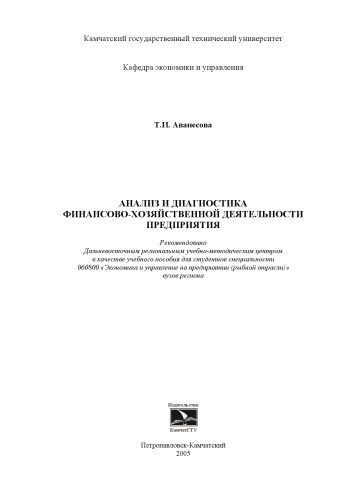 Камчатский государственный технический университет
Кафедра экономики и управления
Т.И. Аванесова
АНАЛИЗ И ДИАГНОСТИКА
ФИНАНСОВО-ХОЗЯЙСТВЕННОЙ ДЕЯТЕЛЬНОСТИ
ПРЕДПРИЯТИЯ
Рекомендовано
Дальневосточным региональным учебно-методическим центром
в качестве учебного пособия для студентов специальности
060800 «Экономика и управление на предприятии (рыбной отрасли)»
вузов региона
Издательство
КамчатГТУ
Петропавловск-Камчатский
2005